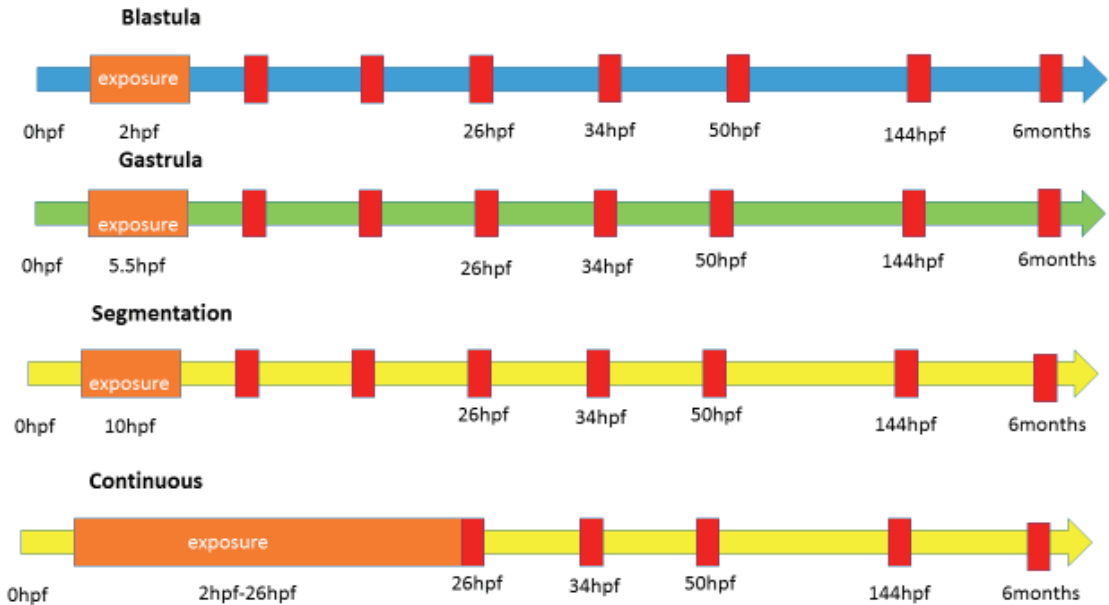 Blastula
exposure
0hpf 2hpf 26hpf 34hpf 50hpf 144hpf 6months
Gastrula
exposure
0hpf 5.5hpf 26hpf 34hpf 50hpf 144hpf 6months
Segmentation
exposure
0hpf 10hpf 26hpf 34hpf 50hpf 144hpf 6months
Continuous
exposure
0hpf 2hpf-26hpf 26hpf 34hpf 50hpf 144hpf 6months